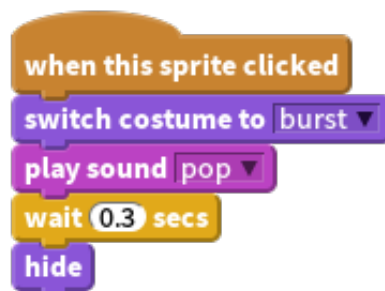 when this sprite clicked
switch costume to burst
play sound pop
wait 0.3 secs
hide